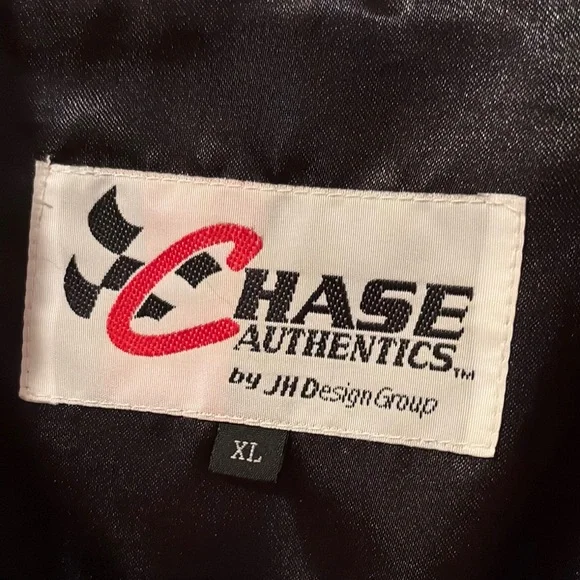 CHASE
AUTHENTICS™
by JH Design Group
XL